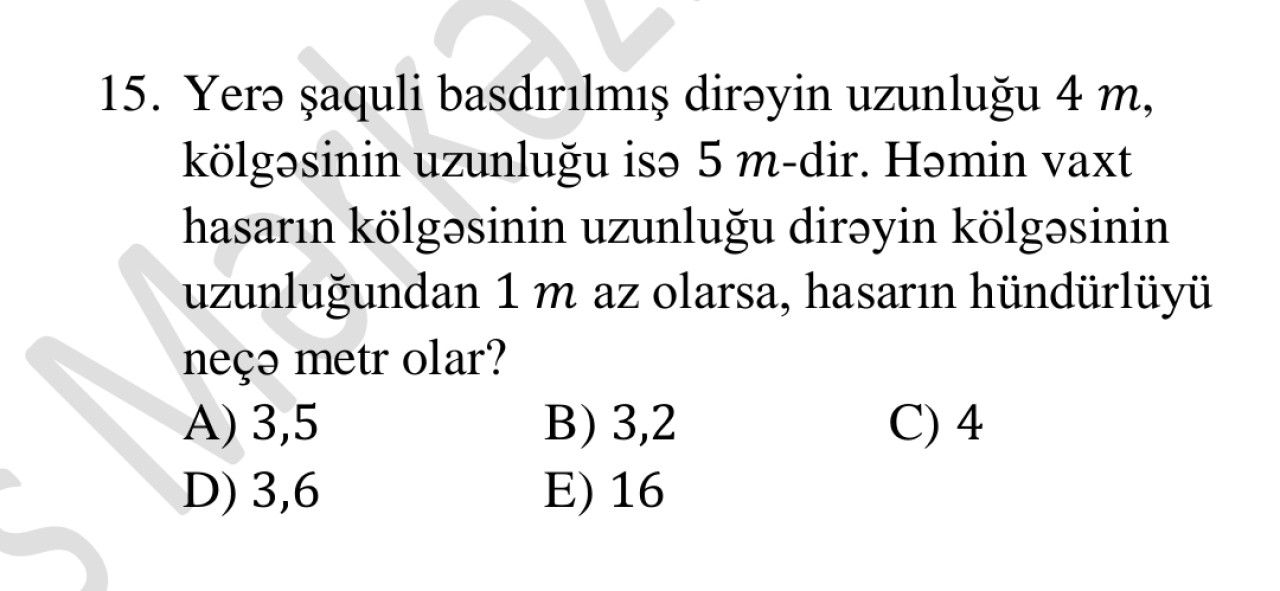 15. Yerə şaquli basdırılmış dirəyin uzunluğu 4 m,
kölgəsinin uzunluğu isə 5 m-dir. Həmin vaxt
hasarın kölgəsinin uzunluğu dirəyin kölgəsinin
uzunluğundan 1 m az olarsa, hasarın hündürlüyü
neçə metr olar?
A) 3,5 B) 3,2 C) 4
D) 3,6 E) 16